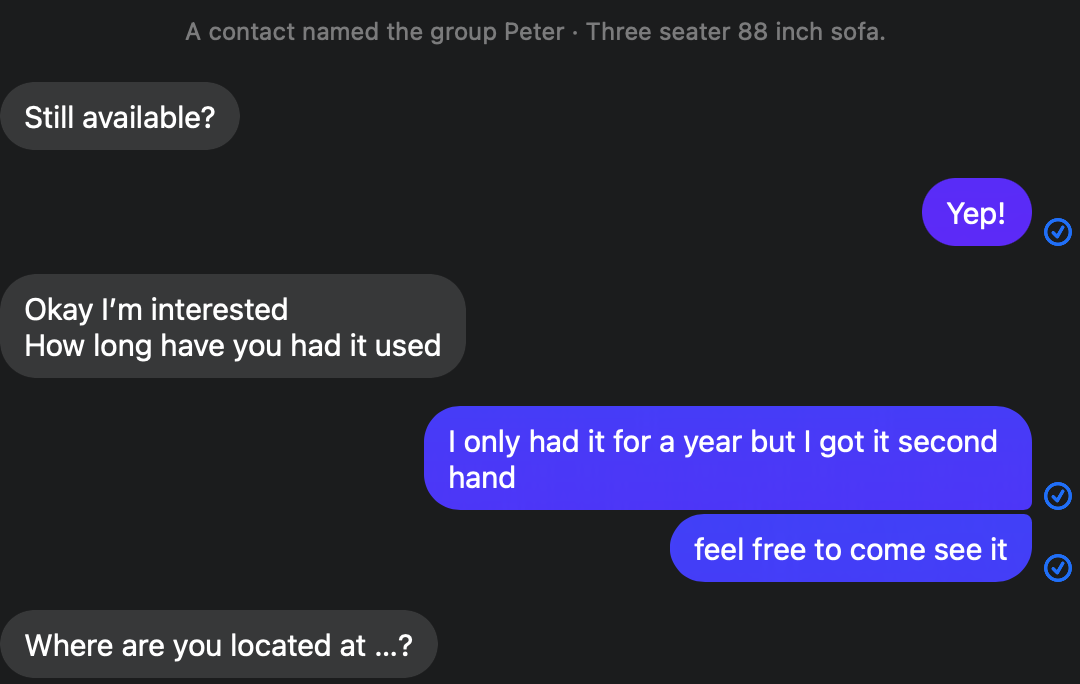 A contact named the group Peter · Three seater 88 inch sofa.
Still available?
Yep!
Okay I’m interested
How long have you had it used
I only had it for a year but I got it second
hand
feel free to come see it
Where are you located at ...?